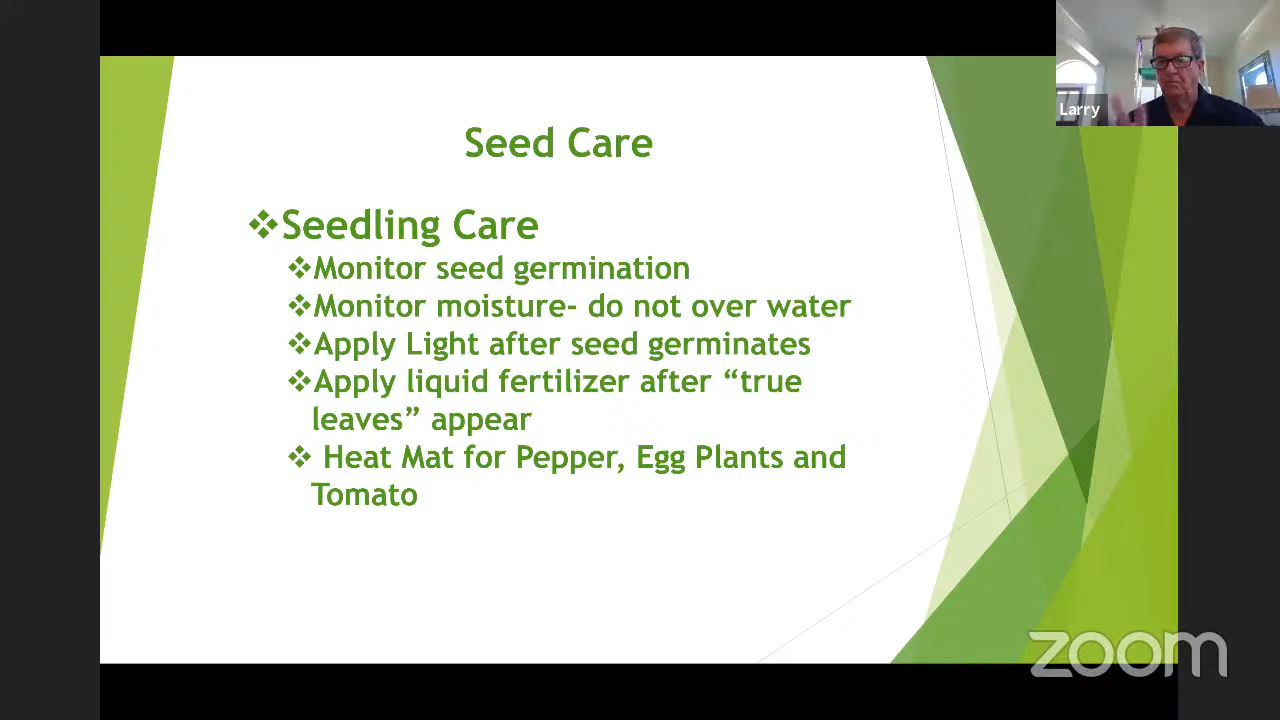 Larry
Seed Care
❖Seedling Care
❖Monitor seed germination
❖Monitor moisture- do not over water
❖Apply Light after seed germinates
❖Apply liquid fertilizer after “true
leaves” appear
❖ Heat Mat for Pepper, Egg Plants and
Tomato
zoom